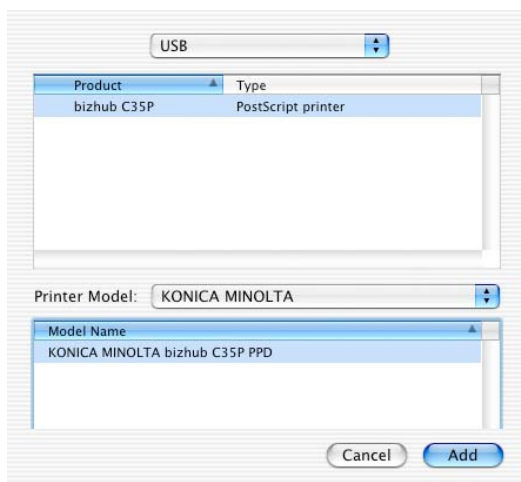 USB
Product Type
bizhub C35P PostScript printer
Printer Model: KONICA MINOLTA
Model Name
KONICA MINOLTA bizhub C35P PPD
Cancel Add